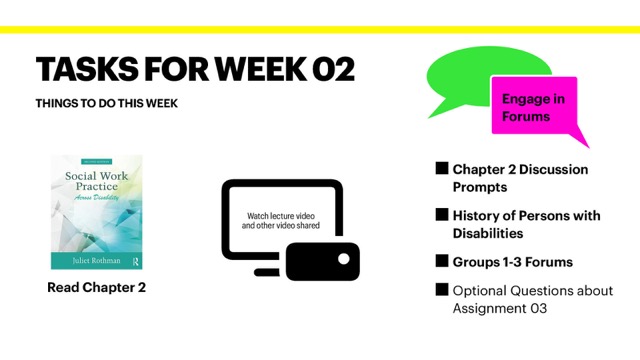 TASKS FOR WEEK 02
THINGS TO DO THIS WEEK
Social Work
Practice
Across Disability
Juliet Rothman
Read Chapter 2
Watch lecture video
and other video shared
Engage in
Forums
Chapter 2 Discussion
Prompts
History of Persons with
Disabilities
Groups 1-3 Forums
Optional Questions about
Assignment 03